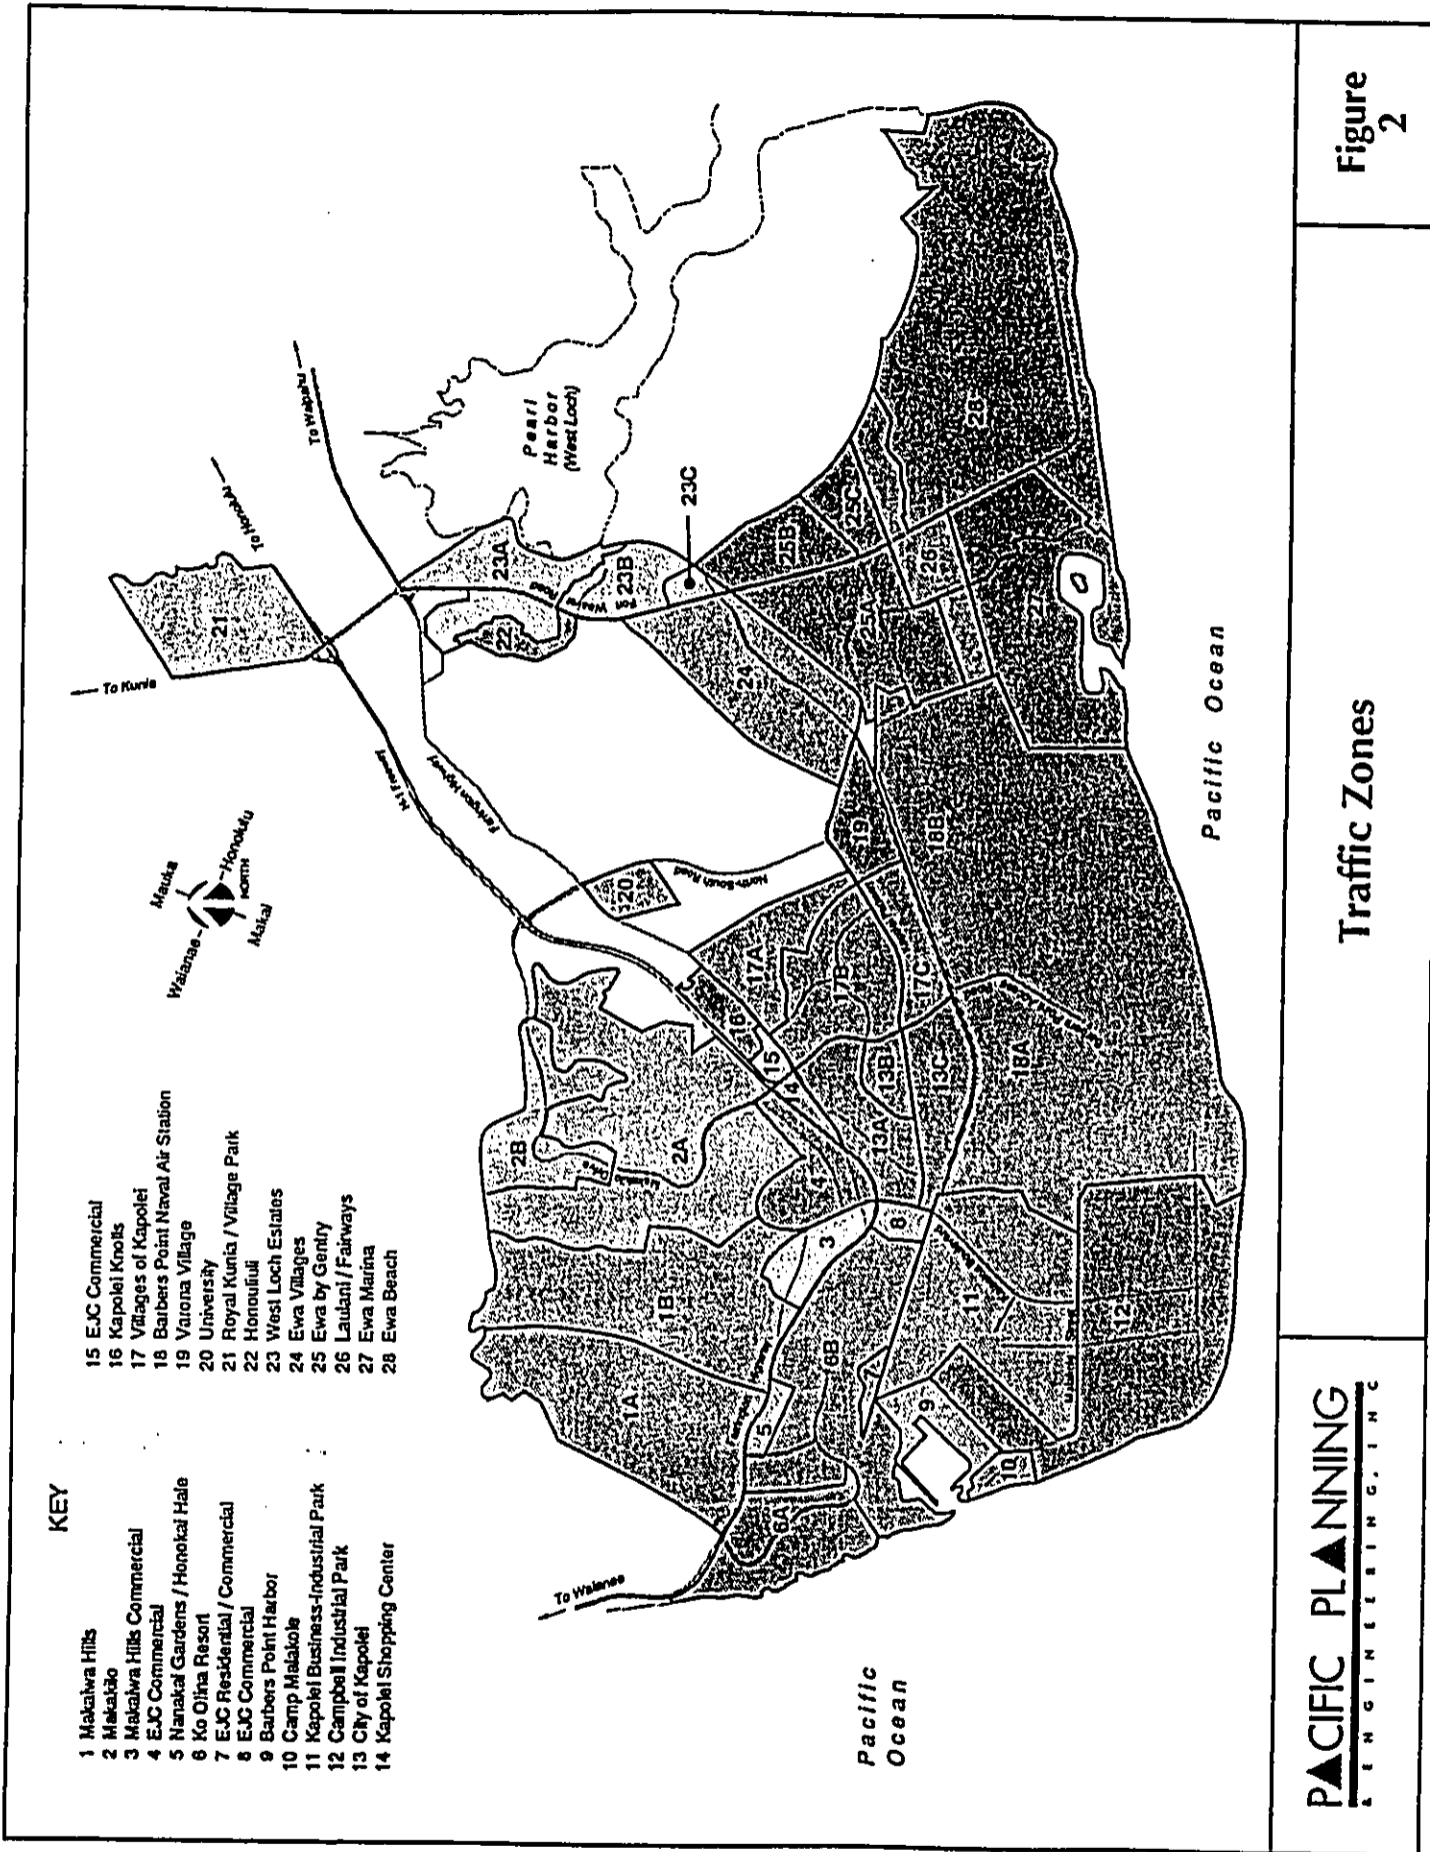 KEY
1 Makaiwa Hills
2 Makakilo
3 Makaiwa Hills Commercial
4 EJC Commercial
5 Nanakai Gardens / Honokai Hale
6 Ko Olina Resort
7 EJC Residential / Commercial
8 EJC Commercial
9 Barbers Point Harbor
10 Camp Malakole
11 Kapolei Business-Industrial Park
12 Campbell Industrial Park
13 City of Kapolei
14 Kapolei Shopping Center
15 EJC Commercial
16 Kapolei Knolls
17 Villages of Kapolei
18 Barbers Point Naval Air Station
19 Varona Village
20 University
21 Royal Kunia / Village Park
22 Honouliuli
23 West Loch Estates
24 Ewa Villages
25 Ewa by Gentry
26 Laulani / Fairways
27 Ewa Marina
28 Ewa Beach
Waianae
Mauka
Honolulu
Makai
NORTH
To Kunia
To Honolulu
To Waipahu
To Waianae
H-1 Freeway
Farrington Highway
North-South Road
Fort Weaver Road
Pearl
Harbor
(West Loch)
21
22
23A
23B
23C
24
25A
25B
25C
26
27
28
20
19
18B
18A
17A
17B
17C
16
15
14
13A
13B
13C
2B
2A
1A
1B
3
4
5
6A
6B
7
8
9
10
11
12
Pacific
Ocean
Pacific Ocean
PACIFIC PLANNING
& ENGINEERING, INC
Traffic Zones
Figure
2